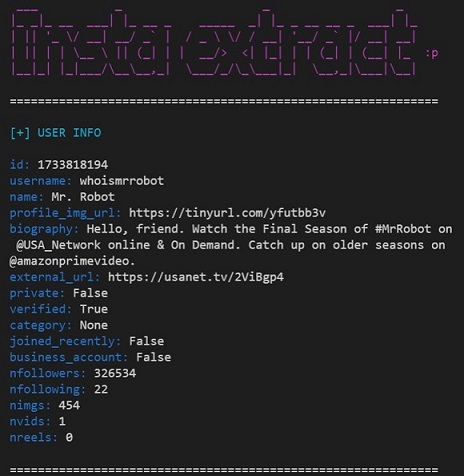 Insta extract :p
================================================================
[+] USER INFO
id: 1733818194
username: whoismrrobot
name: Mr. Robot
profile_img_url: https://tinyurl.com/yfutbb3v
biography: Hello, friend. Watch the Final Season of #MrRobot on
@USA_Network online & On Demand. Catch up on older seasons on
@amazonprimevideo.
external_url: https://usanet.tv/2ViBgp4
private: False
verified: True
category: None
joined_recently: False
business_account: False
nfollowers: 326534
nfollowing: 22
nimgs: 454
nvids: 1
nreels: 0
================================================================